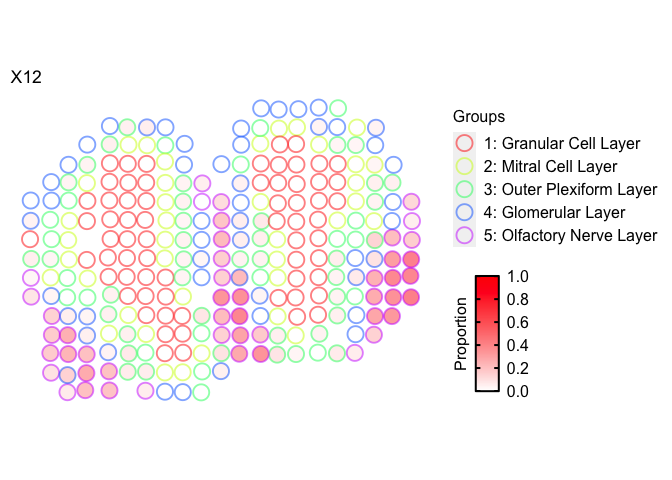 X12
Groups
1: Granular Cell Layer
2: Mitral Cell Layer
3: Outer Plexiform Layer
4: Glomerular Layer
5: Olfactory Nerve Layer
Proportion
1.0
0.8
0.6
0.4
0.2
0.0